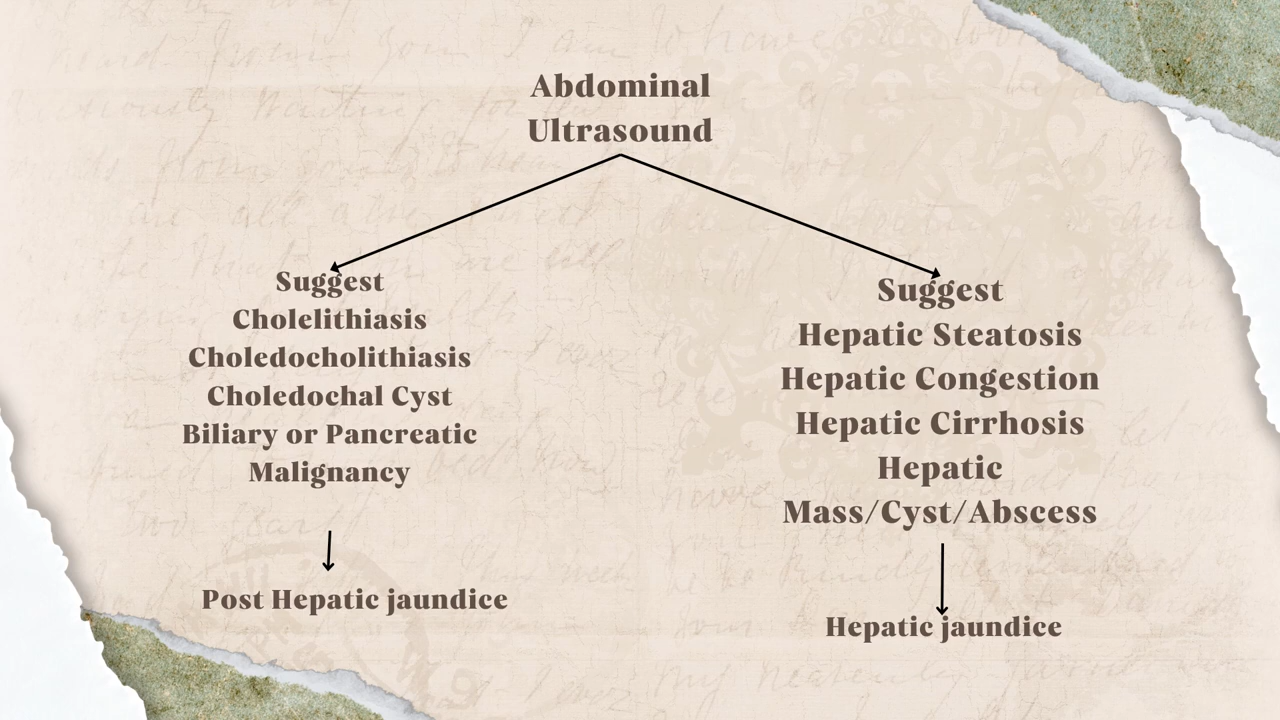 Abdominal
Ultrasound
Suggest
Cholelithiasis
Choledocholithiasis
Choledochal Cyst
Biliary or Pancreatic
Malignancy
Post Hepatic jaundice
Suggest
Hepatic Steatosis
Hepatic Congestion
Hepatic Cirrhosis
Hepatic
Mass/Cyst/Abscess
Hepatic jaundice